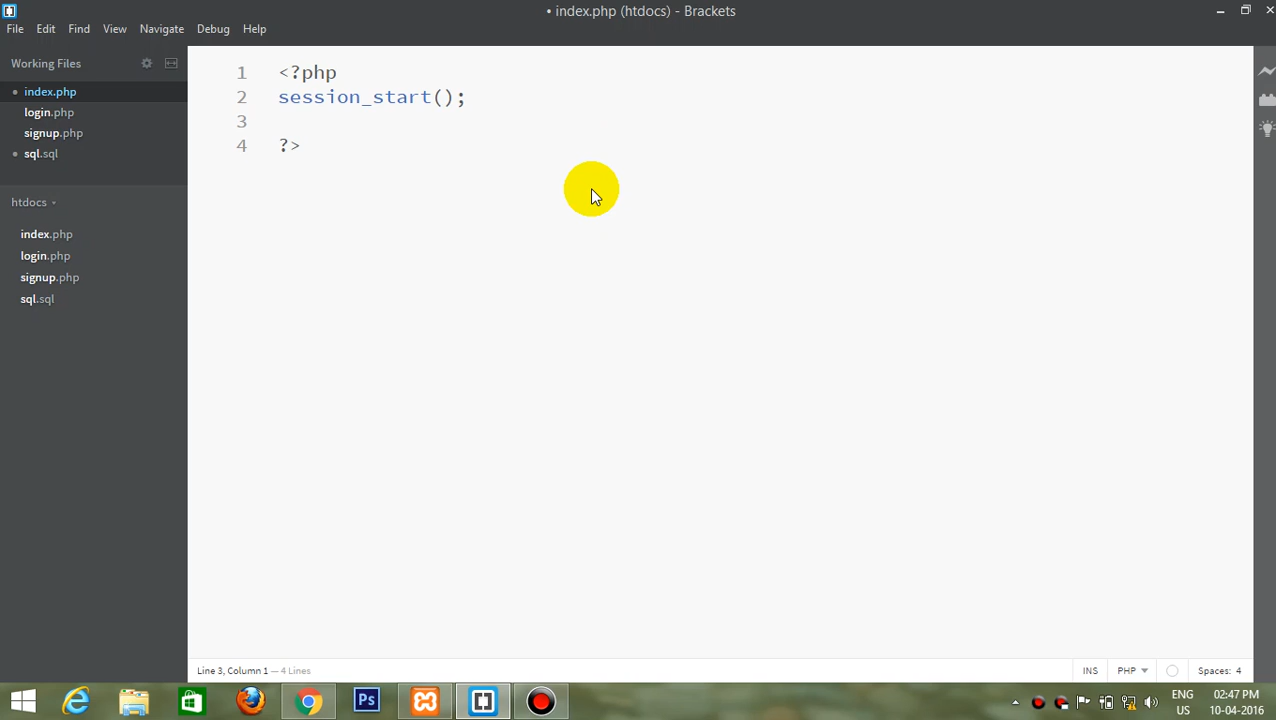 • index.php (htdocs) - Brackets
File Edit Find View Navigate Debug Help
Working Files
index.php
login.php
signup.php
sql.sql
htdocs
index.php
login.php
signup.php
sql.sql
1 <?php
2 session_start();
3
4 ?>
Line 3, Column 1 — 4 Lines
INS PHP Spaces: 4
Ps
ENG
US
02:47 PM
10-04-2016